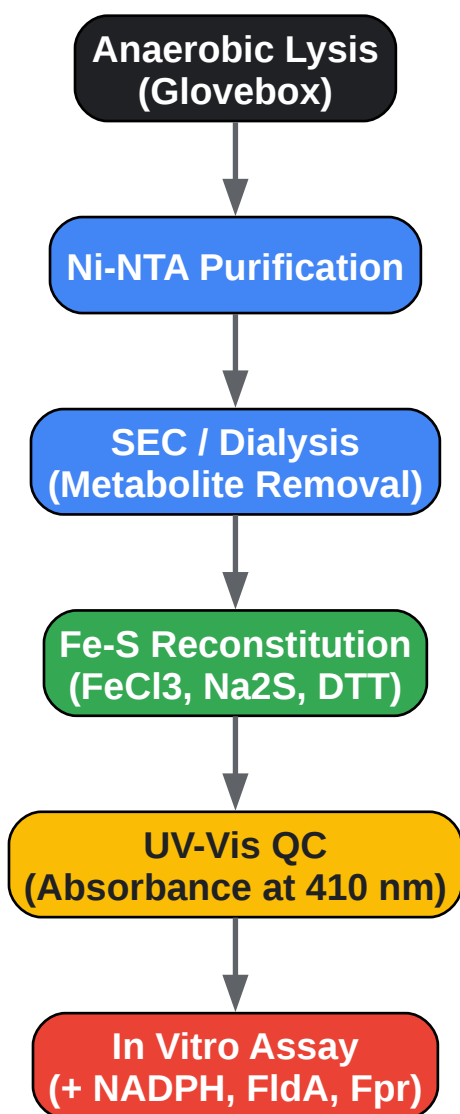 Anaerobic Lysis
(Glovebox)
Ni-NTA Purification
SEC / Dialysis
(Metabolite Removal)
Fe-S Reconstitution
(FeCl3, Na2S, DTT)
UV-Vis QC
(Absorbance at 410 nm)
In Vitro Assay
(+ NADPH, FldA, Fpr)